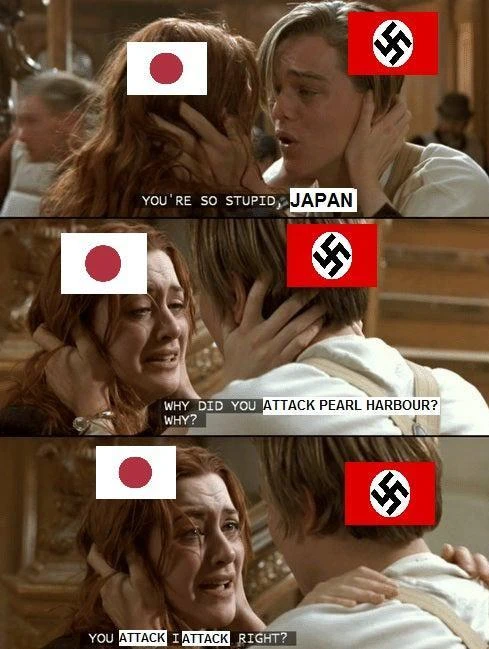 YOU'RE SO STUPID, JAPAN
WHY DID YOU ATTACK PEARL HARBOUR?
WHY?
YOU ATTACK I ATTACK RIGHT?